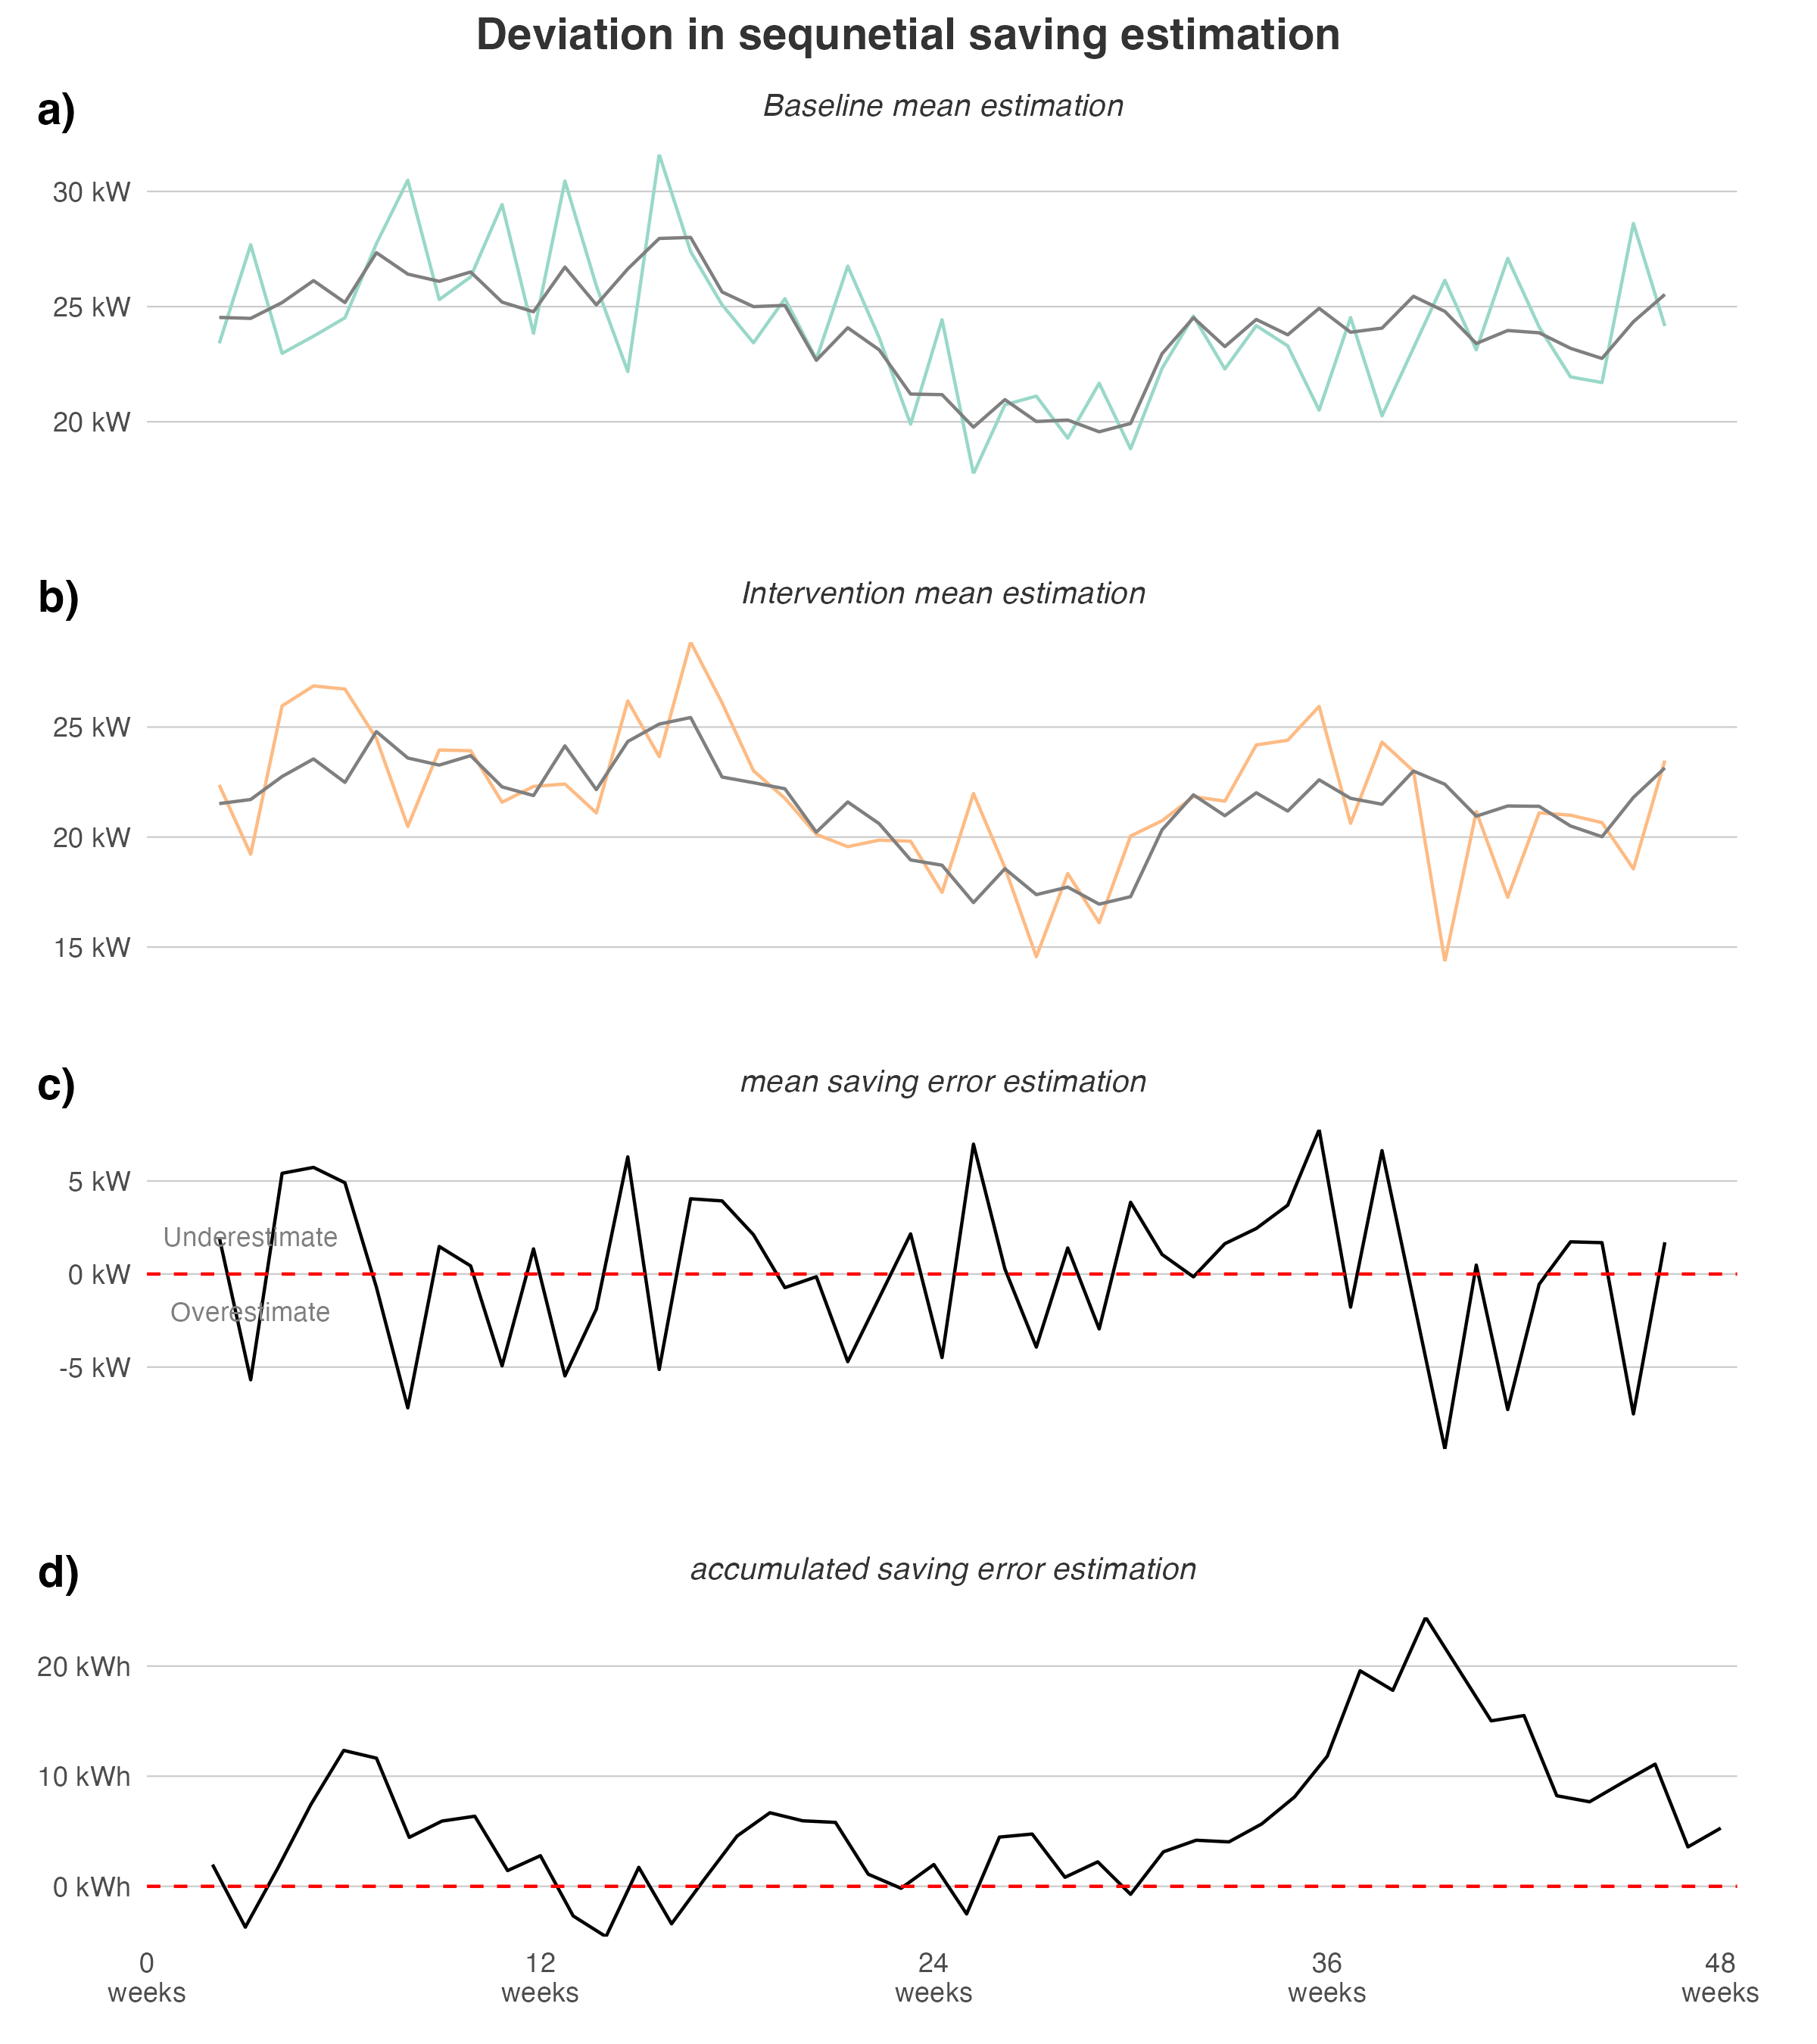 Deviation in sequnetial saving estimation
a)
Baseline mean estimation
30 kW
25 kW
20 kW
b)
Intervention mean estimation
25 kW
20 kW
15 kW
c)
mean saving error estimation
5 kW
Underestimate
0 kW
Overestimate
-5 kW
d)
accumulated saving error estimation
20 kWh
10 kWh
0 kWh
0 12 24 36 48
weeks weeks weeks weeks weeks